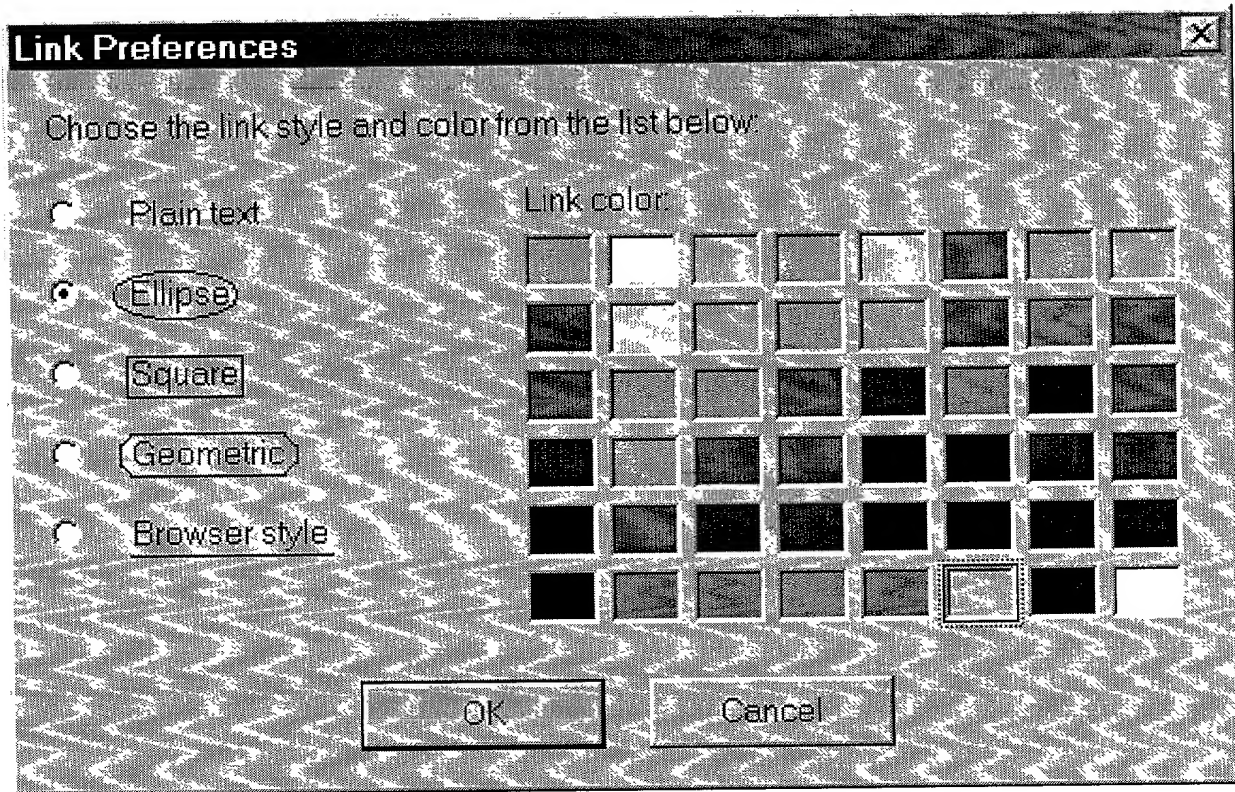 Link Preferences
Choose the link style and color from the list below:
Plain text
Link color:
Ellipse
Square
Geometric
Browser style
OK
Cancel